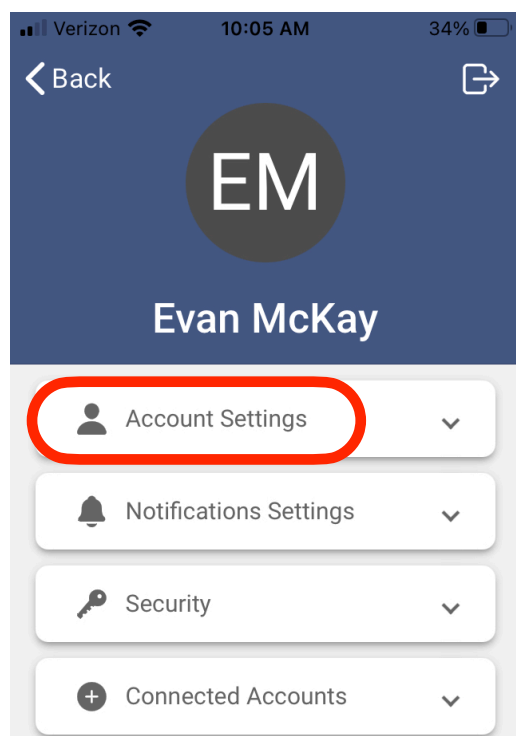 Verizon 10:05 AM 34%
Back
EM
Evan McKay
Account Settings
Notifications Settings
Security
Connected Accounts